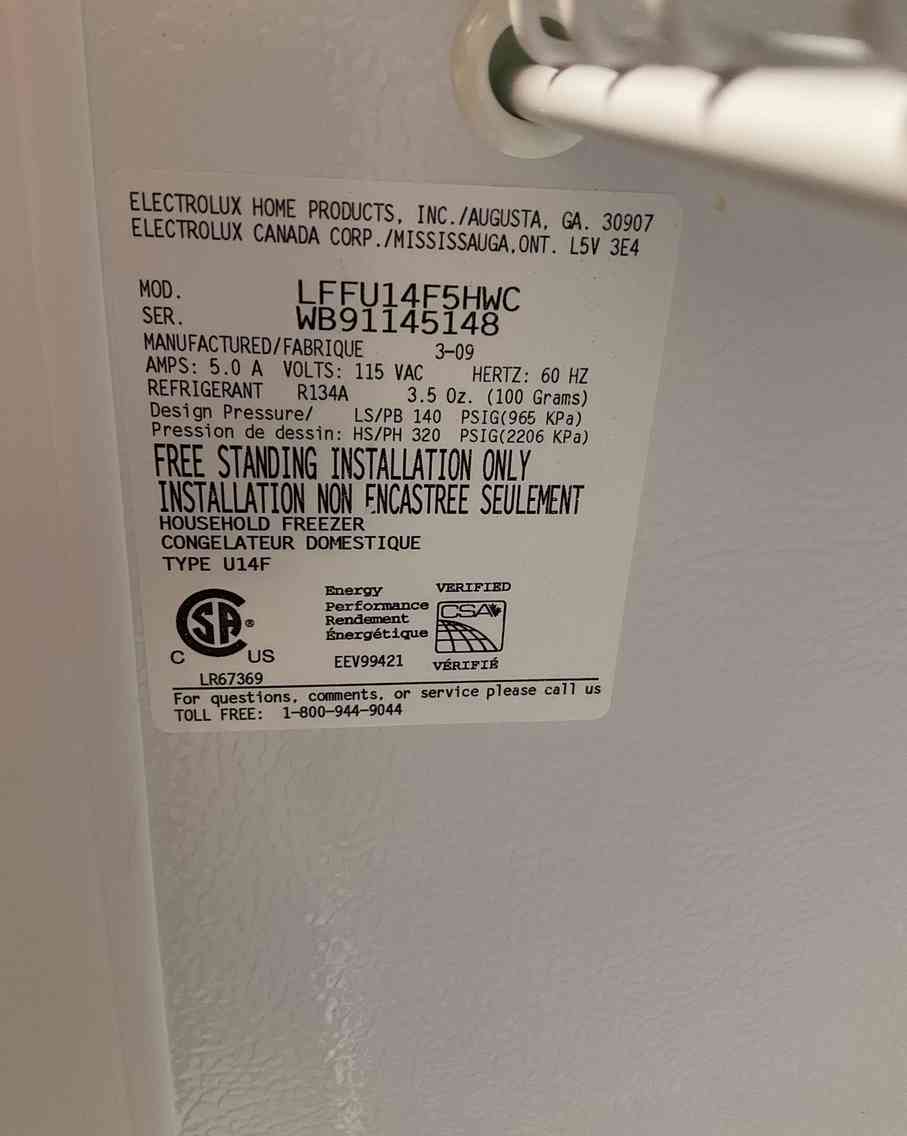 ELECTROLUX HOME PRODUCTS, INC./AUGUSTA, GA. 30907
ELECTROLUX CANADA CORP./MISSISSAUGA,ONT. L5V 3E4
MOD. LFFU14F5HWC
SER. WB91145148
MANUFACTURED/FABRIQUE 3-09
AMPS: 5.0 A VOLTS: 115 VAC HERTZ: 60 HZ
REFRIGERANT R134A 3.5 Oz. (100 Grams)
Design Pressure/ LS/PB 140 PSIG(965 KPa)
Pression de dessin: HS/PH 320 PSIG(2206 KPa)
FREE STANDING INSTALLATION ONLY
INSTALLATION NON ENCASTREE SEULEMENT
HOUSEHOLD FREEZER
CONGELATEUR DOMESTIQUE
TYPE U14F
CSA®
C US
LR67369
Energy
Performance
Rendement
Énergétique
EEV99421
VERIFIED
CSA
VÉRIFIÉ
For questions, comments, or service please call us
TOLL FREE: 1-800-944-9044